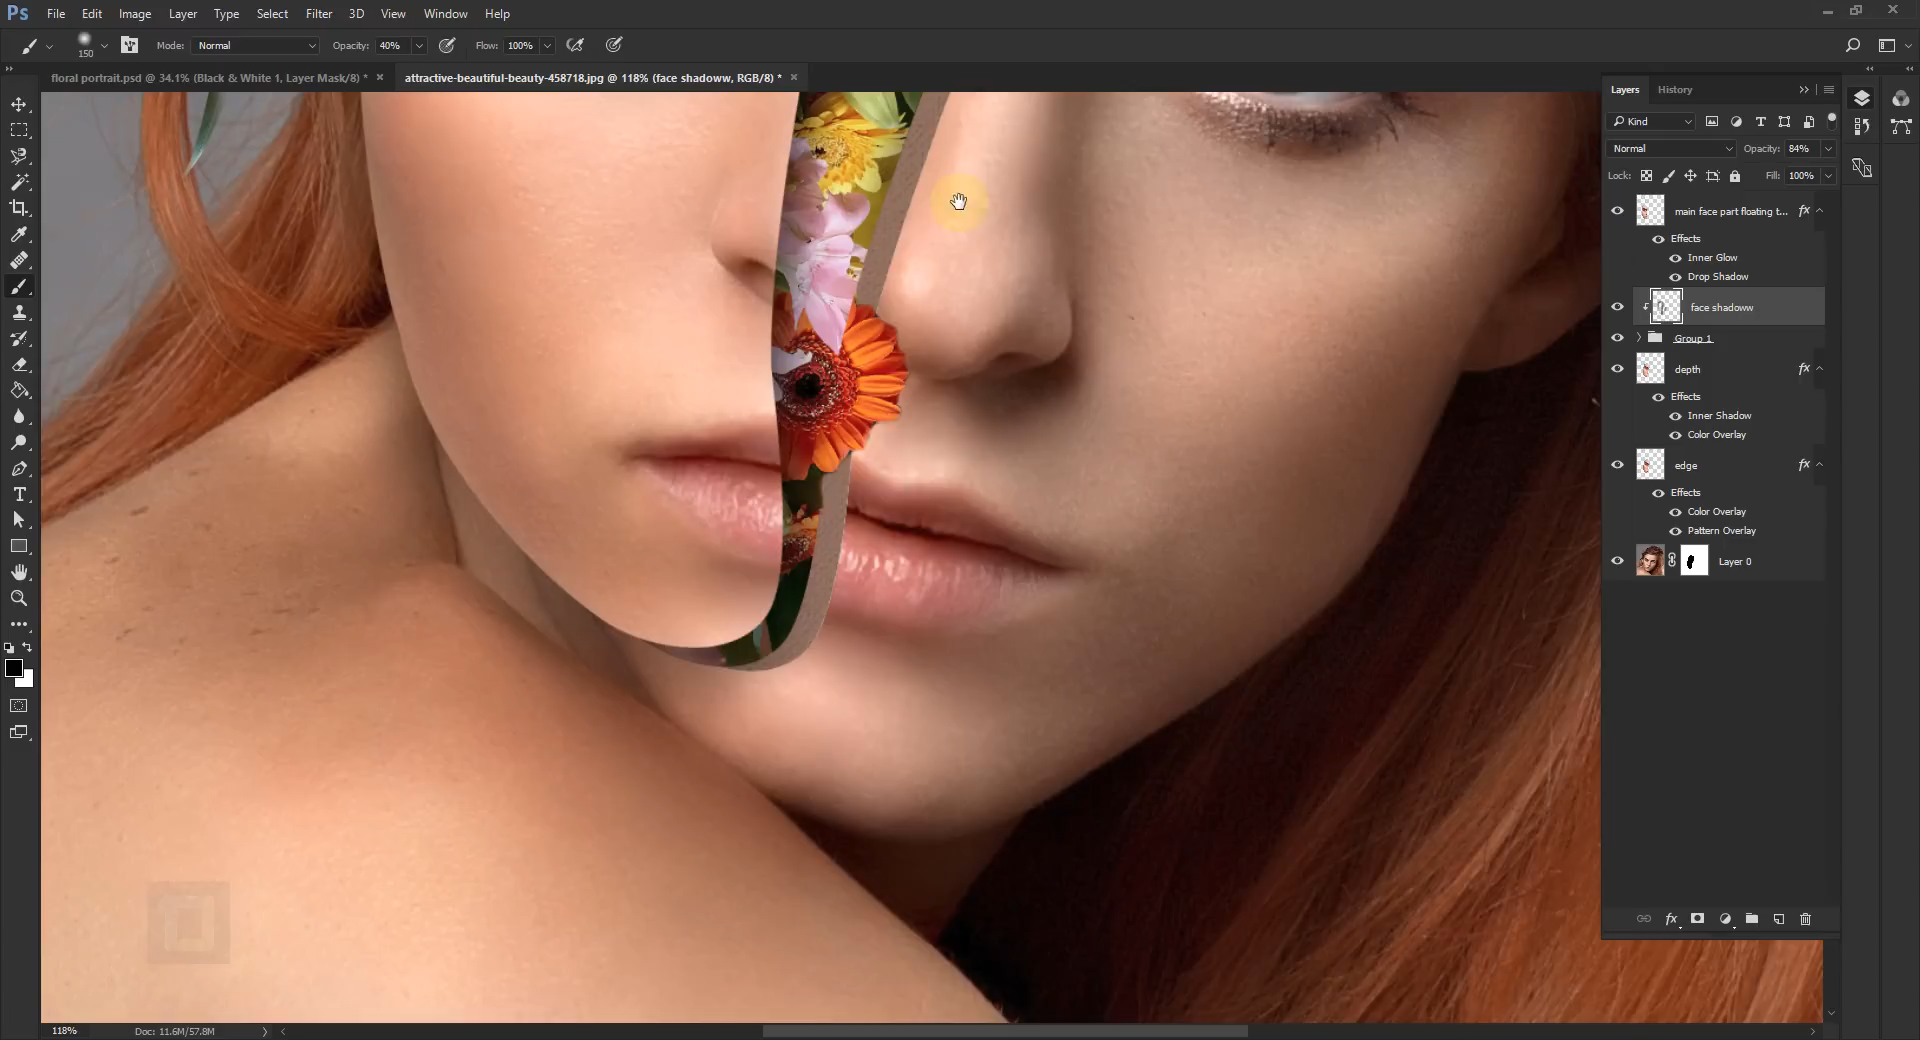 Ps File Edit Image Layer Type Select Filter 3D View Window Help
150 Mode: Normal Opacity: 40% Flow: 100%
floral portrait.psd @ 34.1% (Black & White 1, Layer Mask/8) * × attractive-beautiful-beauty-458718.jpg @ 118% (face shadoww, RGB/8) * ×
Layers History
Kind
Normal Opacity: 84%
Lock: Fill: 100%
main face part floating t... fx
Effects
Inner Glow
Drop Shadow
face shadoww
Group 1
depth fx
Effects
Inner Shadow
Color Overlay
edge fx
Effects
Color Overlay
Pattern Overlay
Layer 0
fx
118% Doc: 11.6M/57.8M